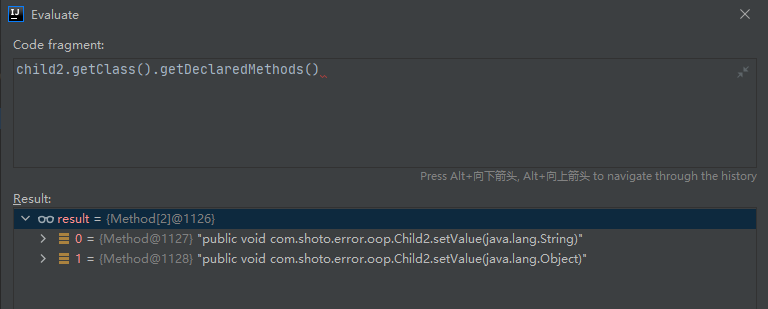 IJ Evaluate
Code fragment:
child2.getClass().getDeclaredMethods()
Press Alt+向下箭头, Alt+向上箭头 to navigate through the history
Result:
result = {Method[2]@1126}
0 = {Method@1127} "public void com.shoto.error.oop.Child2.setValue(java.lang.String)"
1 = {Method@1128} "public void com.shoto.error.oop.Child2.setValue(java.lang.Object)"